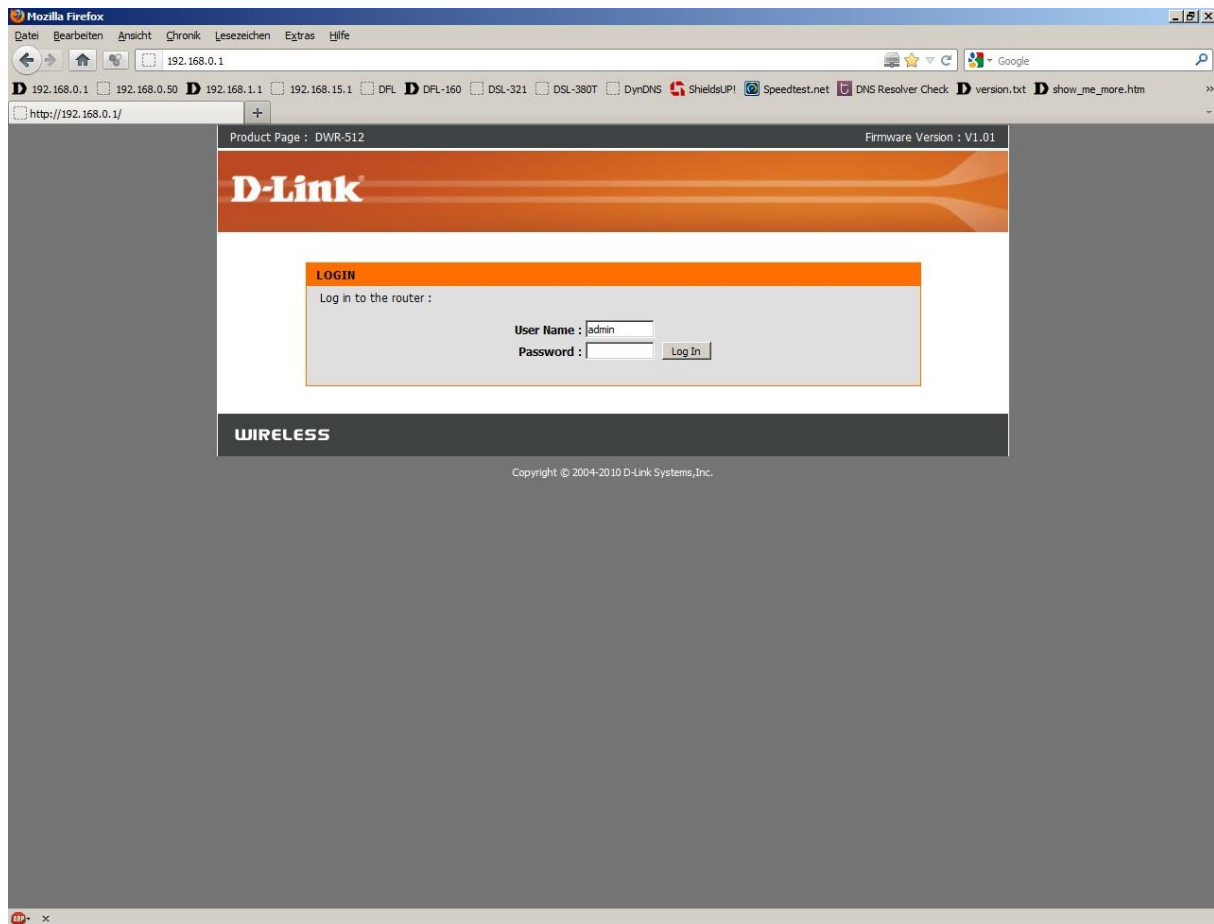 Mozilla Firefox
Datei Bearbeiten Ansicht Chronik Lesezeichen Extras Hilfe
192.168.0.1 Google
192.168.0.1 192.168.0.50 192.168.1.1 192.168.15.1 DFL DFL-160 DSL-321 DSL-380T DynDNS ShieldsUP! Speedtest.net DNS Resolver Check version.txt show_me_more.htm »
http://192.168.0.1/ +
Product Page : DWR-512 Firmware Version : V1.01
D-Link
LOGIN
Log in to the router :
User Name : admin
Password : Log In
WIRELESS
Copyright © 2004-2010 D-Link Systems,Inc.
ABP